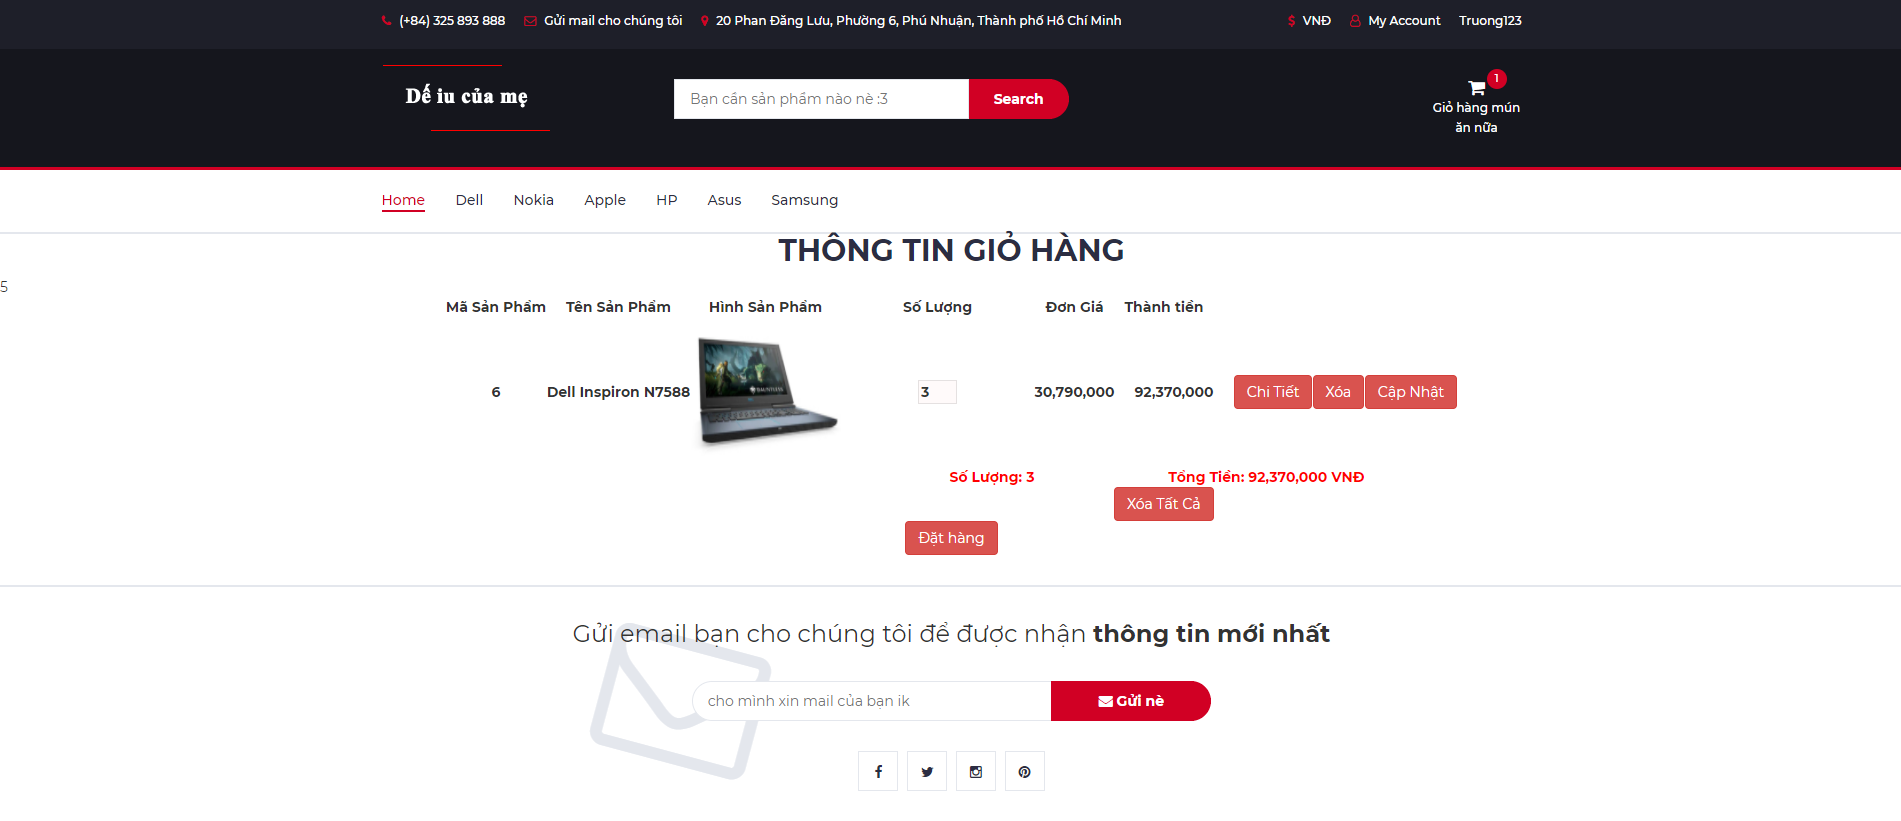 (+84) 325 893 888 Gửi mail cho chúng tôi 20 Phan Đăng Lưu, Phường 6, Phú Nhuận, Thành phố Hồ Chí Minh $ VNĐ My Account Truong123
Dế iu của mẹ
Bạn cần sản phẩm nào nè :3 Search
1
Giỏ hàng mún
ăn nữa
Home Dell Nokia Apple HP Asus Samsung
THÔNG TIN GIỎ HÀNG
5
Mã Sản Phẩm Tên Sản Phẩm Hình Sản Phẩm Số Lượng Đơn Giá Thành tiền
6 Dell Inspiron N7588 3 30,790,000 92,370,000 Chi Tiết Xóa Cập Nhật
Số Lượng: 3 Tổng Tiền: 92,370,000 VNĐ
Xóa Tất Cả
Đặt hàng
Gửi email bạn cho chúng tôi để được nhận thông tin mới nhất
cho mình xin mail của bạn ik Gửi nè